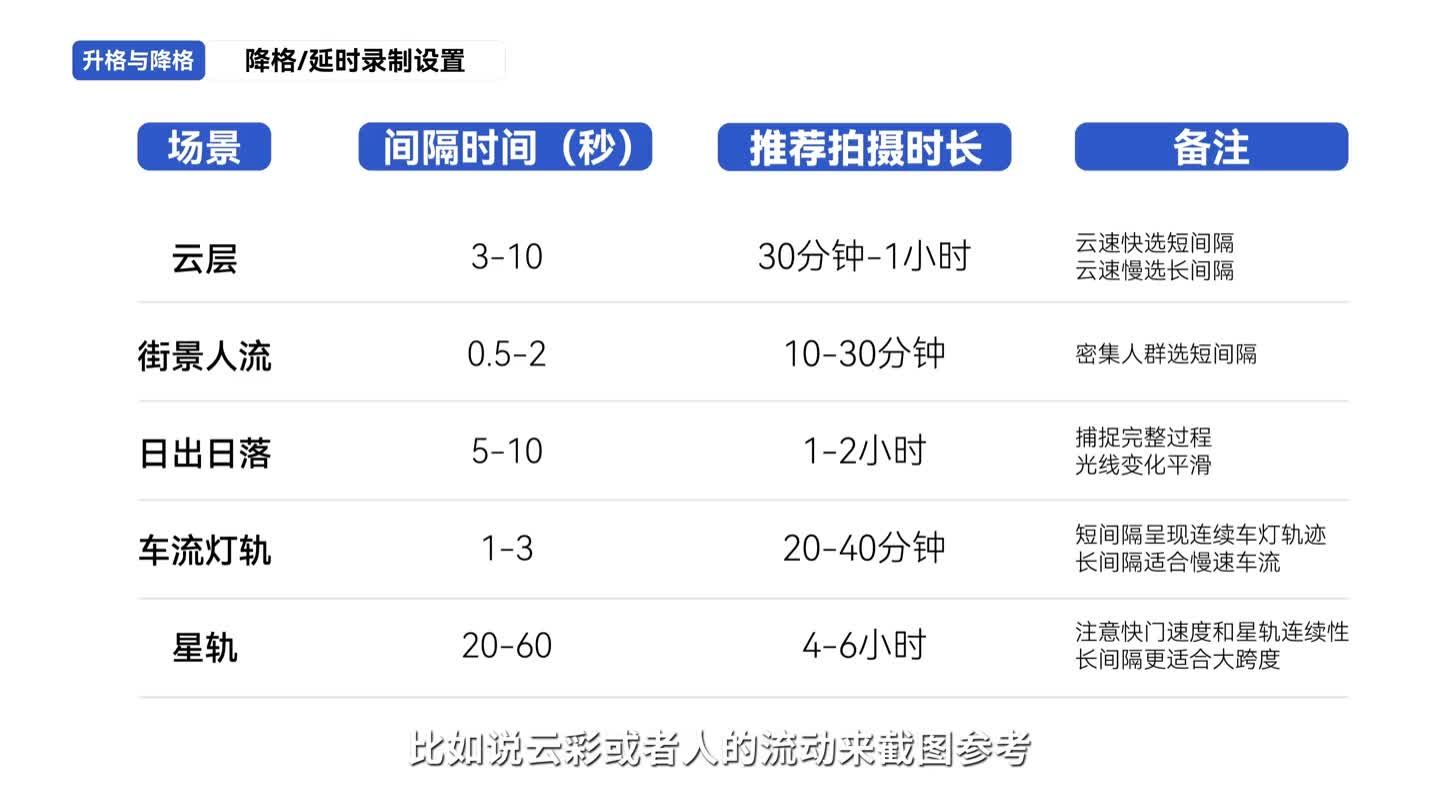 升格与降格 降格/延时录制设置
场景 间隔时间（秒） 推荐拍摄时长 备注
云层 3-10 30分钟-1小时 云速快选短间隔
云速慢选长间隔
街景人流 0.5-2 10-30分钟 密集人群选短间隔
日出日落 5-10 1-2小时 捕捉完整过程
光线变化平滑
车流灯轨 1-3 20-40分钟 短间隔呈现连续车灯轨迹
长间隔适合慢速车流
星轨 20-60 4-6小时 注意快门速度和星轨连续性
长间隔更适合大跨度
比如说云彩或者人的流动来截图参考